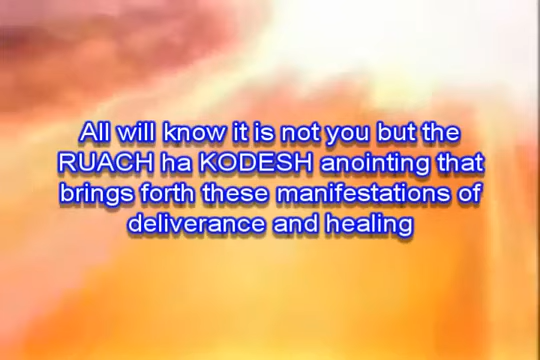 All will know it is not you but the
RUACH ha KODESH anointing that
brings forth these manifestations of
deliverance and healing